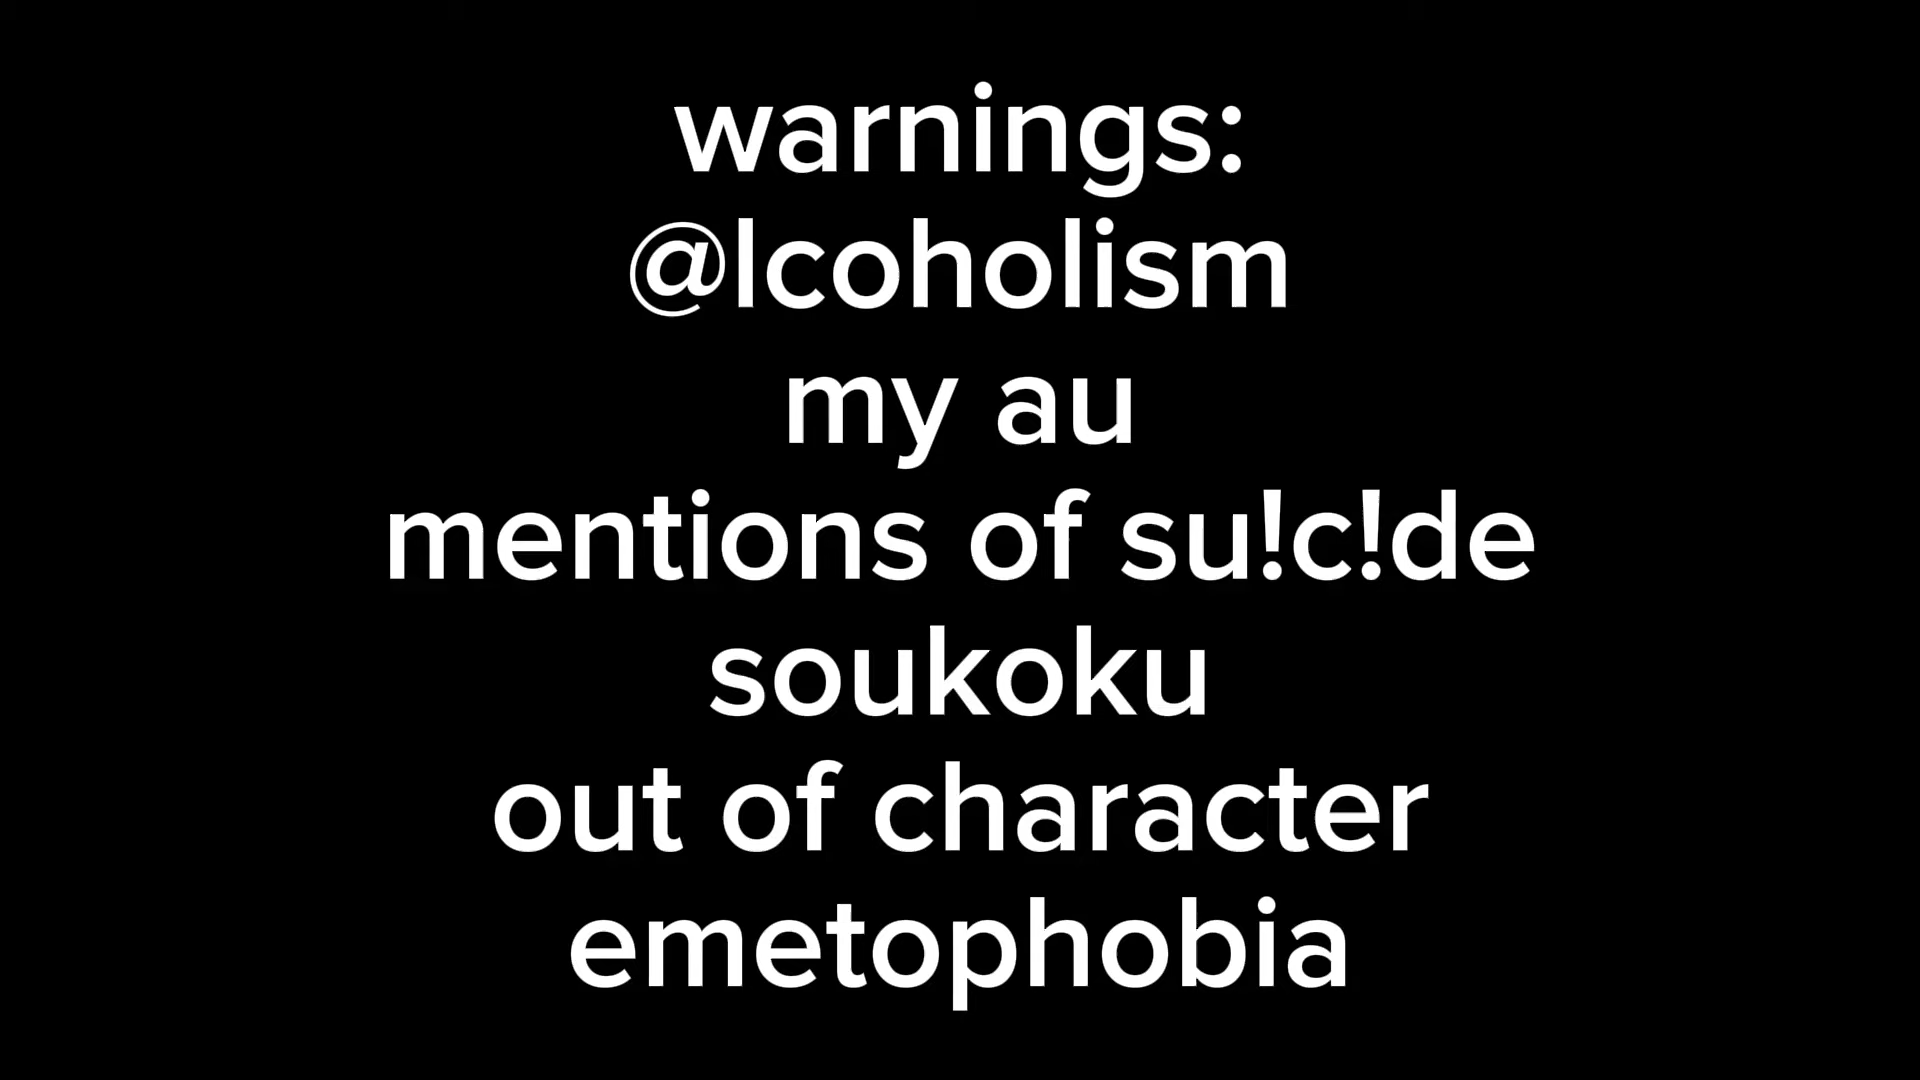 warnings:
@lcoholism
my au
mentions of su!c!de
soukoku
out of character
emetophobia